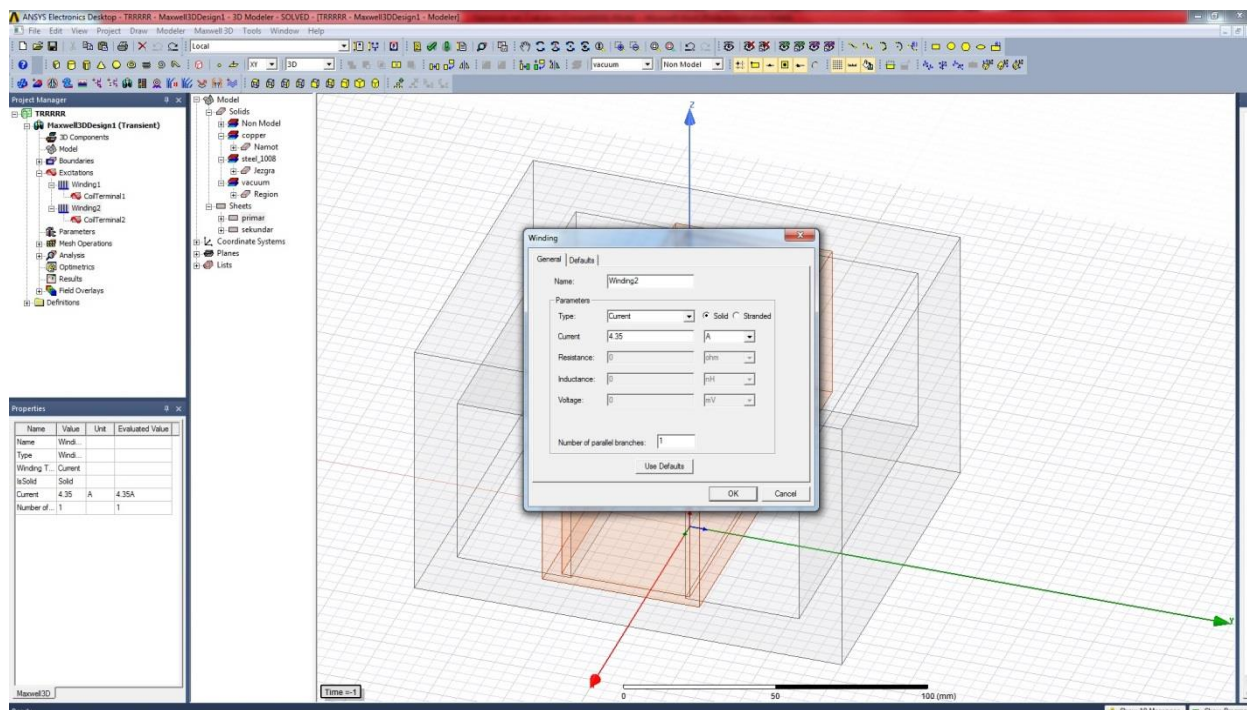 ANSYS Electronics Desktop - TRRRRR - Maxwell3DDesign1 - 3D Modeler - SOLVED - [TRRRRR - Maxwell3DDesign1 - Modeler]
File Edit View Project Draw Modeler Maxwell 3D Tools Window Help
Local
XY 3D vacuum Non Model
Project Manager
TRRRRR
Maxwell3DDesign1 (Transient)
3D Components
Model
Boundaries
Excitations
Winding1
CoilTerminal1
Winding2
CoilTerminal2
Parameters
Mesh Operations
Analysis
Optimetrics
Results
Field Overlays
Definitions
Model
Solids
Non Model
copper
Namot
steel_1008
Jezgra
vacuum
Region
Sheets
primar
sekundar
Coordinate Systems
Planes
Lists
Z
Winding
General Defaults
Name: Winding2
Parameters
Type: Current Solid Stranded
Current 4.35 A
Resistance: 0 ohm
Inductance: 0 nH
Voltage: 0 mV
Number of parallel branches: 1
Use Defaults
OK Cancel
Properties
Name Value Unit Evaluated Value
Name Windi...
Type Windi...
Winding T... Current
IsSolid Solid
Current 4.35 A 4.35A
Number of... 1 1
Maxwell3D
Y
Time =-1
0 50 100 (mm)